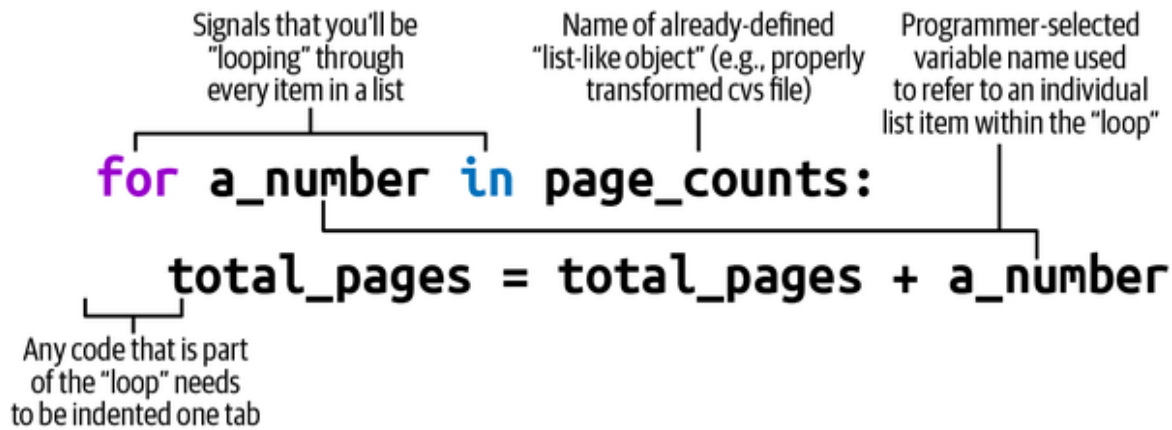 Signals that you'll be
"looping" through
every item in a list
Name of already-defined
“list-like object” (e.g., properly
transformed cvs file)
Programmer-selected
variable name used
to refer to an individual
list item within the “loop”
for a_number in page_counts:
total_pages = total_pages + a_number
Any code that is part
of the “loop” needs
to be indented one tab